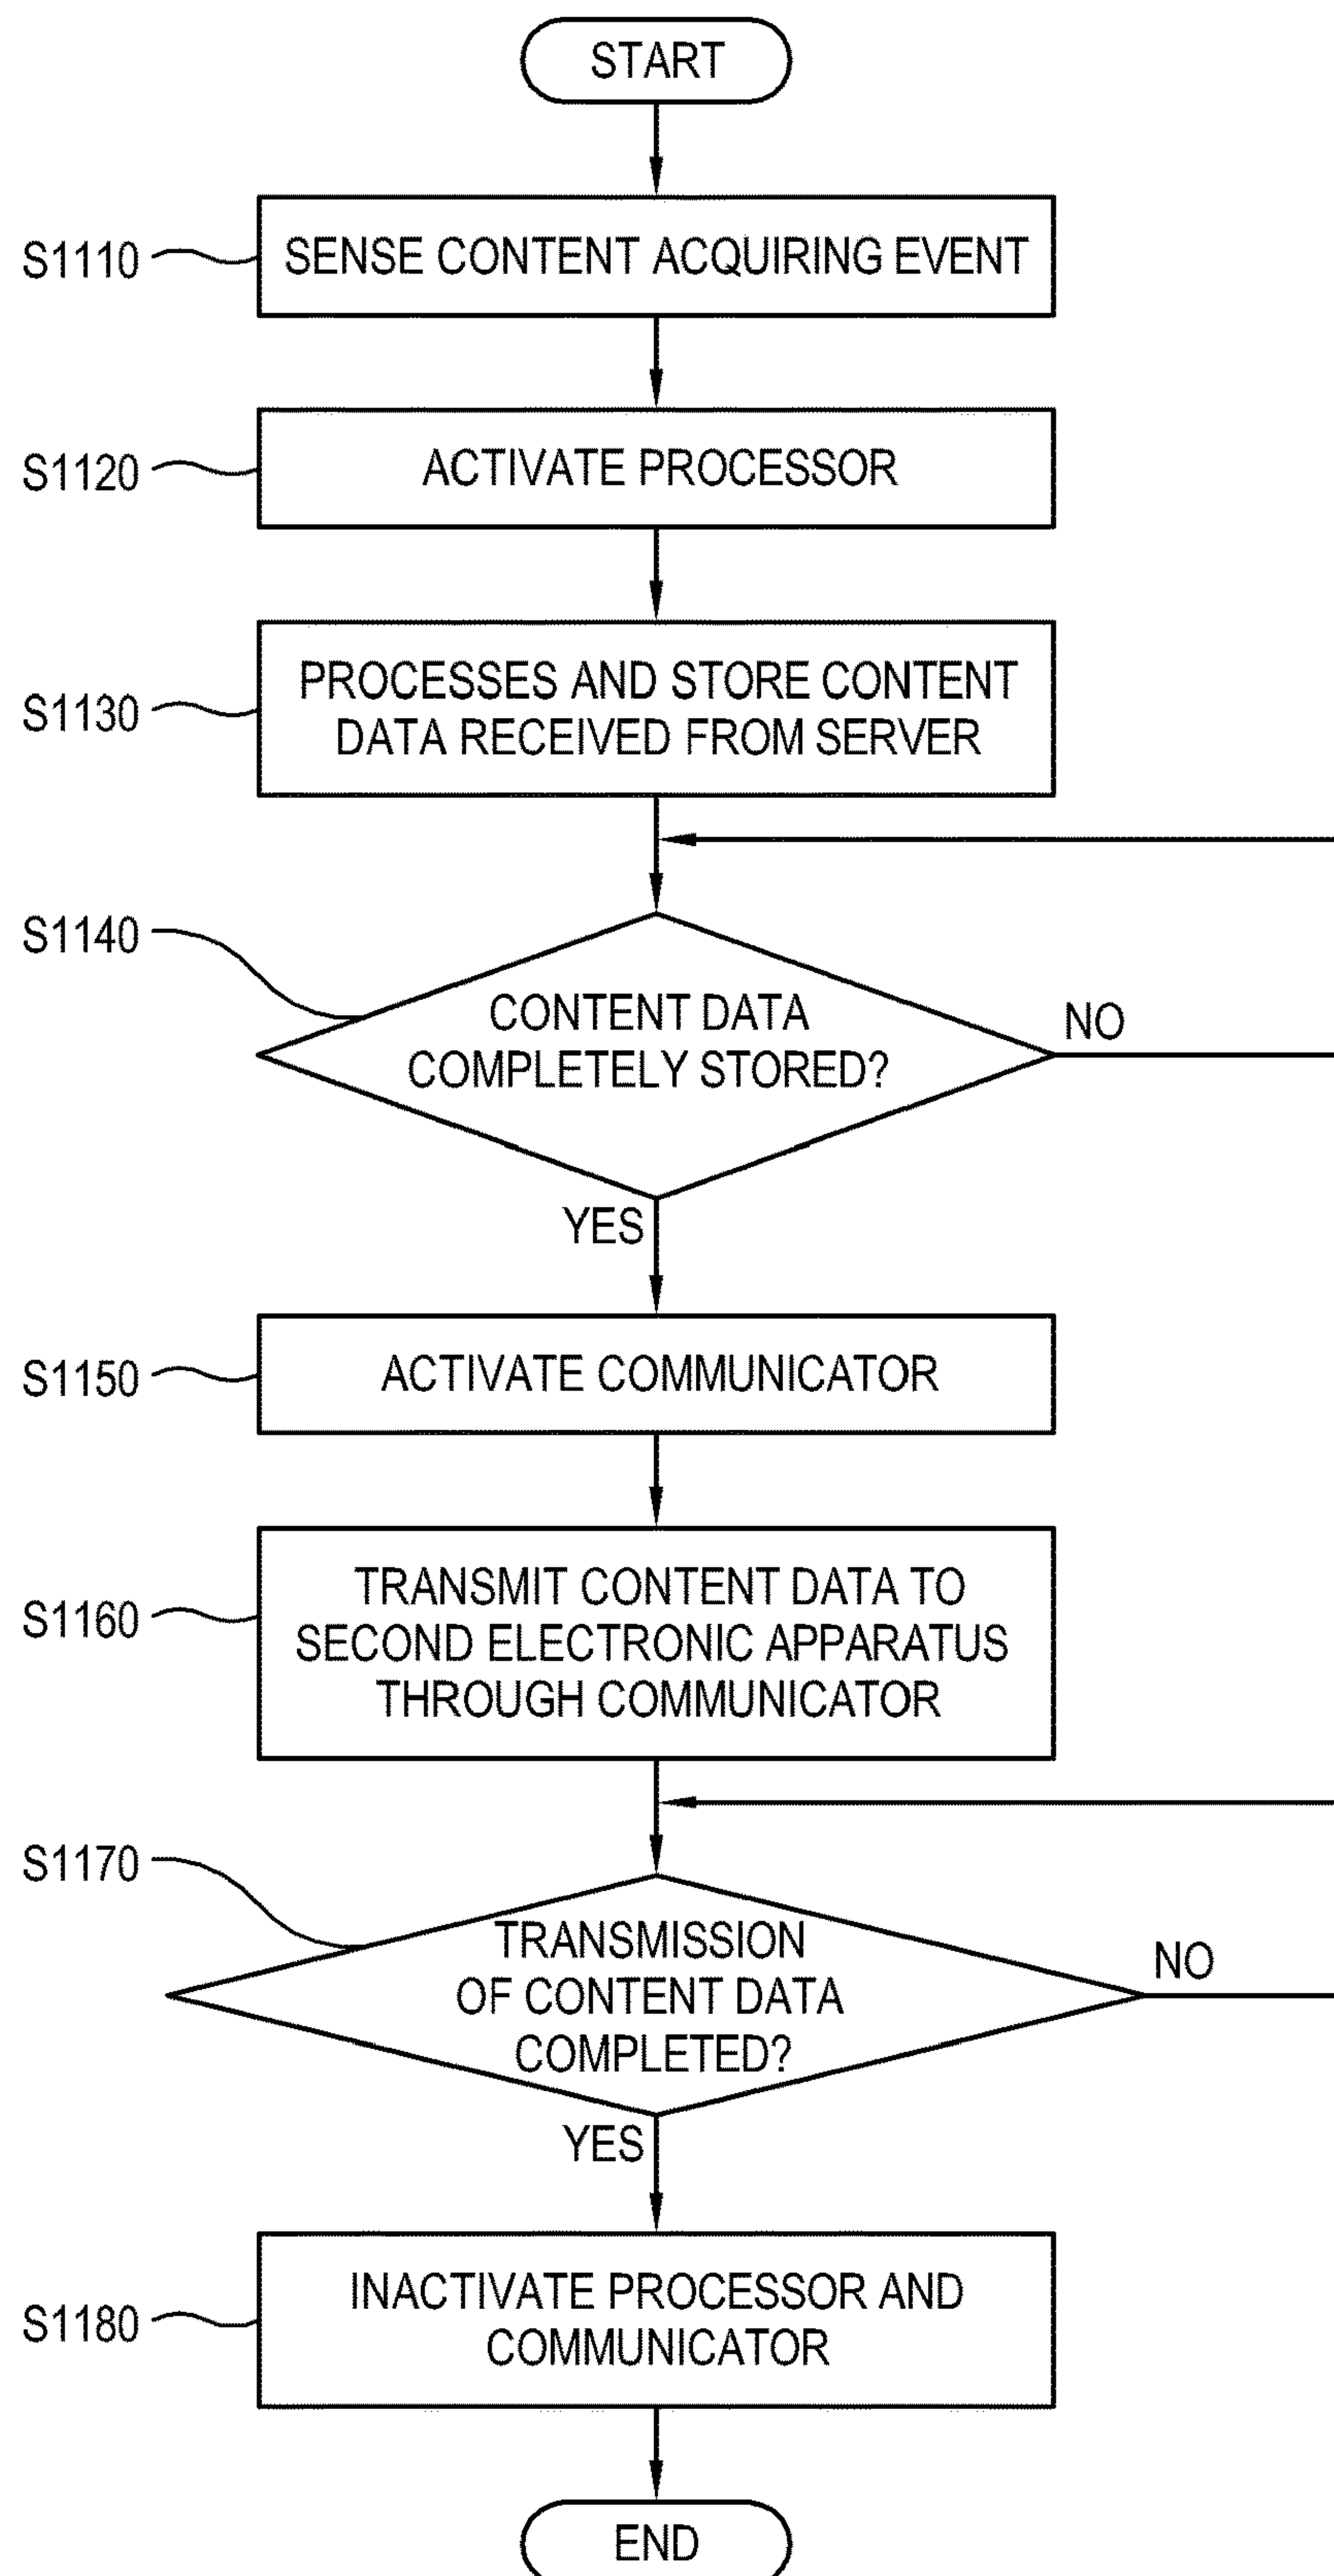 START
S1110
SENSE CONTENT ACQUIRING EVENT
S1120
ACTIVATE PROCESSOR
S1130
PROCESSES AND STORE CONTENT
DATA RECEIVED FROM SERVER
S1140
CONTENT DATA
COMPLETELY STORED?
NO
YES
S1150
ACTIVATE COMMUNICATOR
S1160
TRANSMIT CONTENT DATA TO
SECOND ELECTRONIC APPARATUS
THROUGH COMMUNICATOR
S1170
TRANSMISSION
OF CONTENT DATA
COMPLETED?
NO
YES
S1180
INACTIVATE PROCESSOR AND
COMMUNICATOR
END